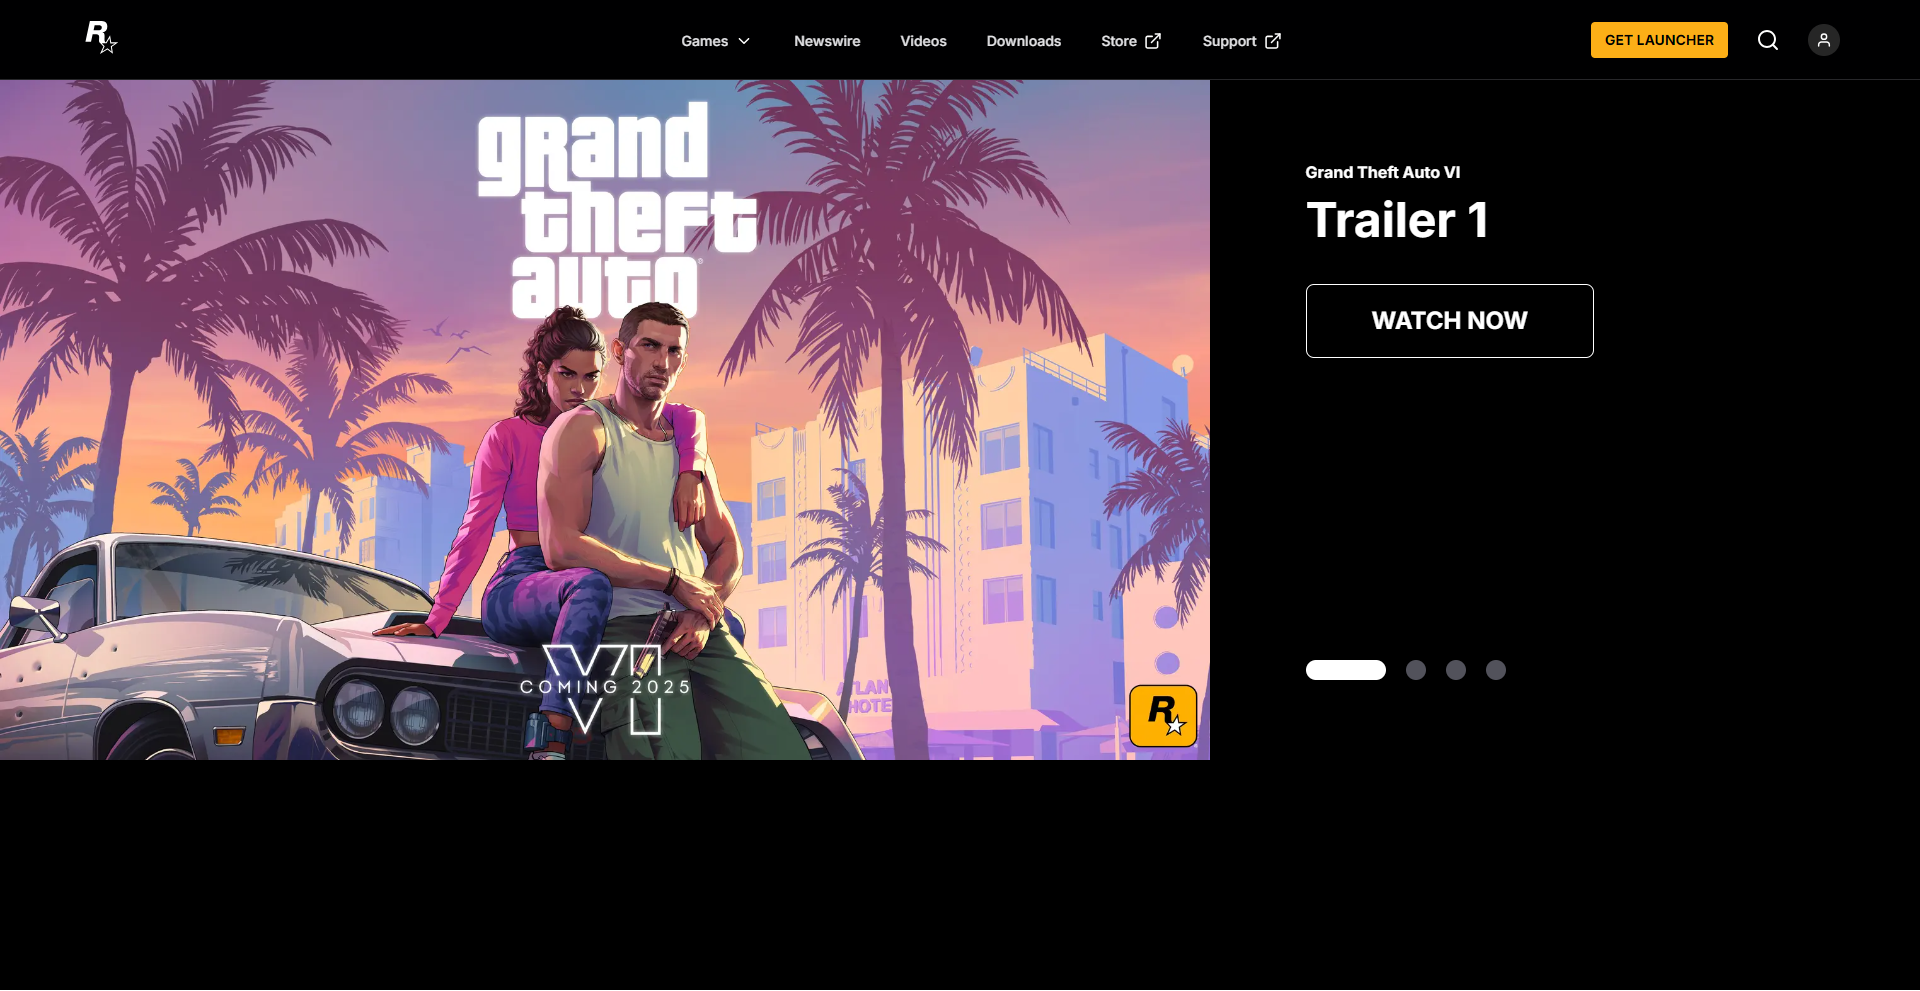 R
Games
Newswire
Videos
Downloads
Store
Support
GET LAUNCHER
grand
theft
auto
®
VI
COMING 2025
ATLAN
HOTE
R
Grand Theft Auto VI
Trailer 1
WATCH NOW